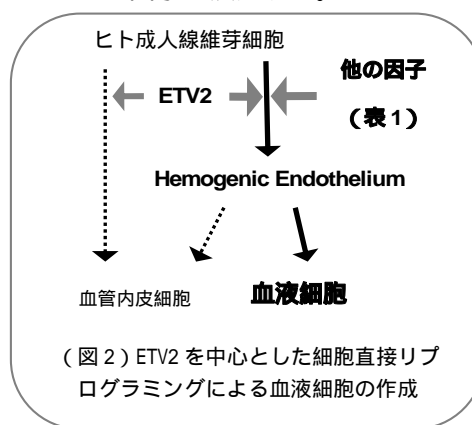 ヒト成人線維芽細胞
ETV2
他の因子
(表1)
Hemogenic Endothelium
血管内皮細胞
血液細胞
(図2)ETV2を中心とした細胞直接リプ
ログラミングによる血液細胞の作成